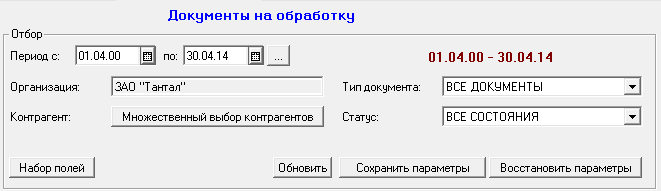 Документы на обработку
Отбор
Период с: 01.04.00 по: 30.04.14 ... 01.04.00 - 30.04.14
Организация: ЗАО "Тантал" Тип документа: ВСЕ ДОКУМЕНТЫ
Контрагент: Множественный выбор контрагентов Статус: ВСЕ СОСТОЯНИЯ
Набор полей Обновить Сохранить параметры Восстановить параметры